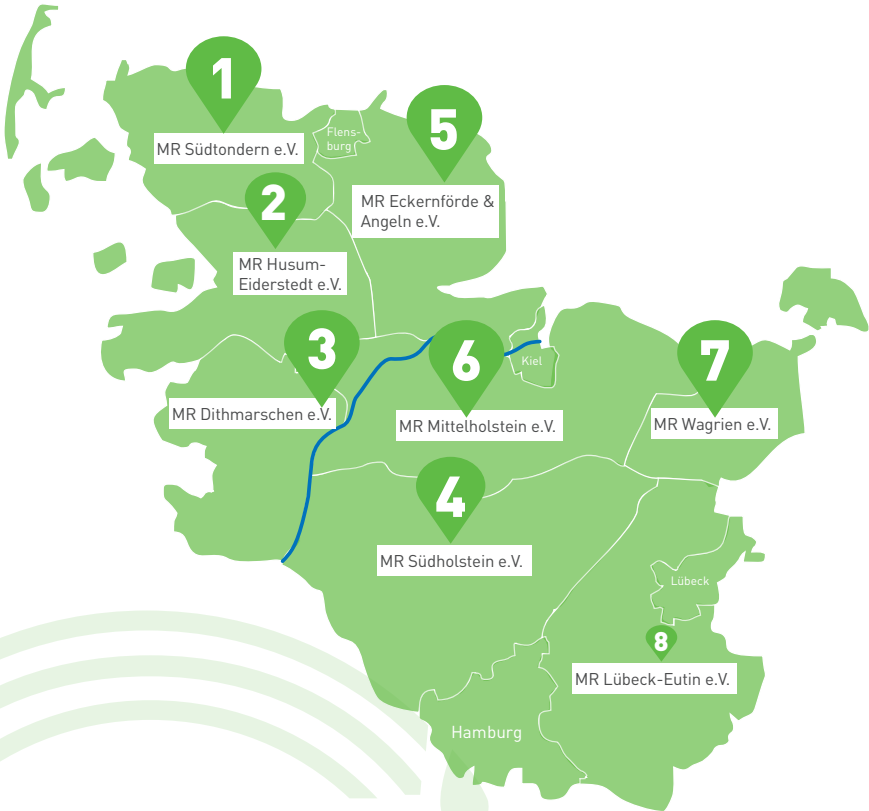 1
MR Südtondern e.V.
Flens-
burg
5
MR Eckernförde &
Angeln e.V.
2
MR Husum-
Eiderstedt e.V.
3
MR Dithmarschen e.V.
6
MR Mittelholstein e.V.
Kiel
7
MR Wagrien e.V.
4
MR Südholstein e.V.
Lübeck
8
MR Lübeck-Eutin e.V.
Hamburg